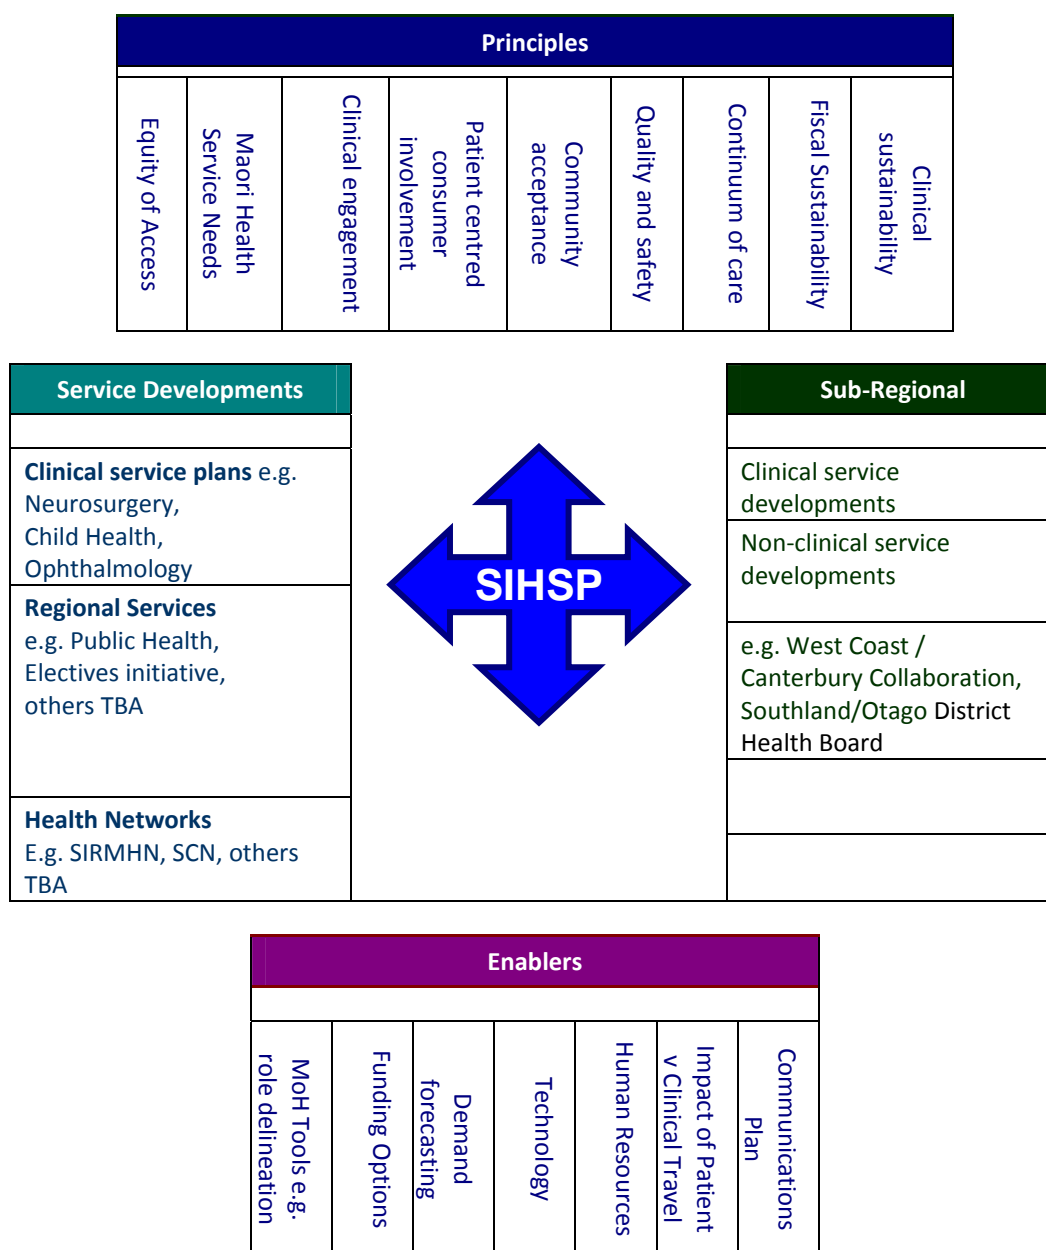 Principles
Equity of Access
Maori Health
Service Needs
Clinical engagement
Patient centred
consumer
involvement
Community
acceptance
Quality and safety
Continuum of care
Fiscal Sustainability
Clinical
sustainability
Service Developments
Clinical service plans e.g.
Neurosurgery,
Child Health,
Ophthalmology
Regional Services
e.g. Public Health,
Electives initiative,
others TBA
Health Networks
E.g. SIRMHN, SCN, others
TBA
SIHSP
Sub-Regional
Clinical service
developments
Non-clinical service
developments
e.g. West Coast /
Canterbury Collaboration,
Southland/Otago District
Health Board
Enablers
MoH Tools e.g.
role delineation
Funding Options
Demand
forecasting
Technology
Human Resources
Impact of Patient
v Clinical Travel
Communications
Plan